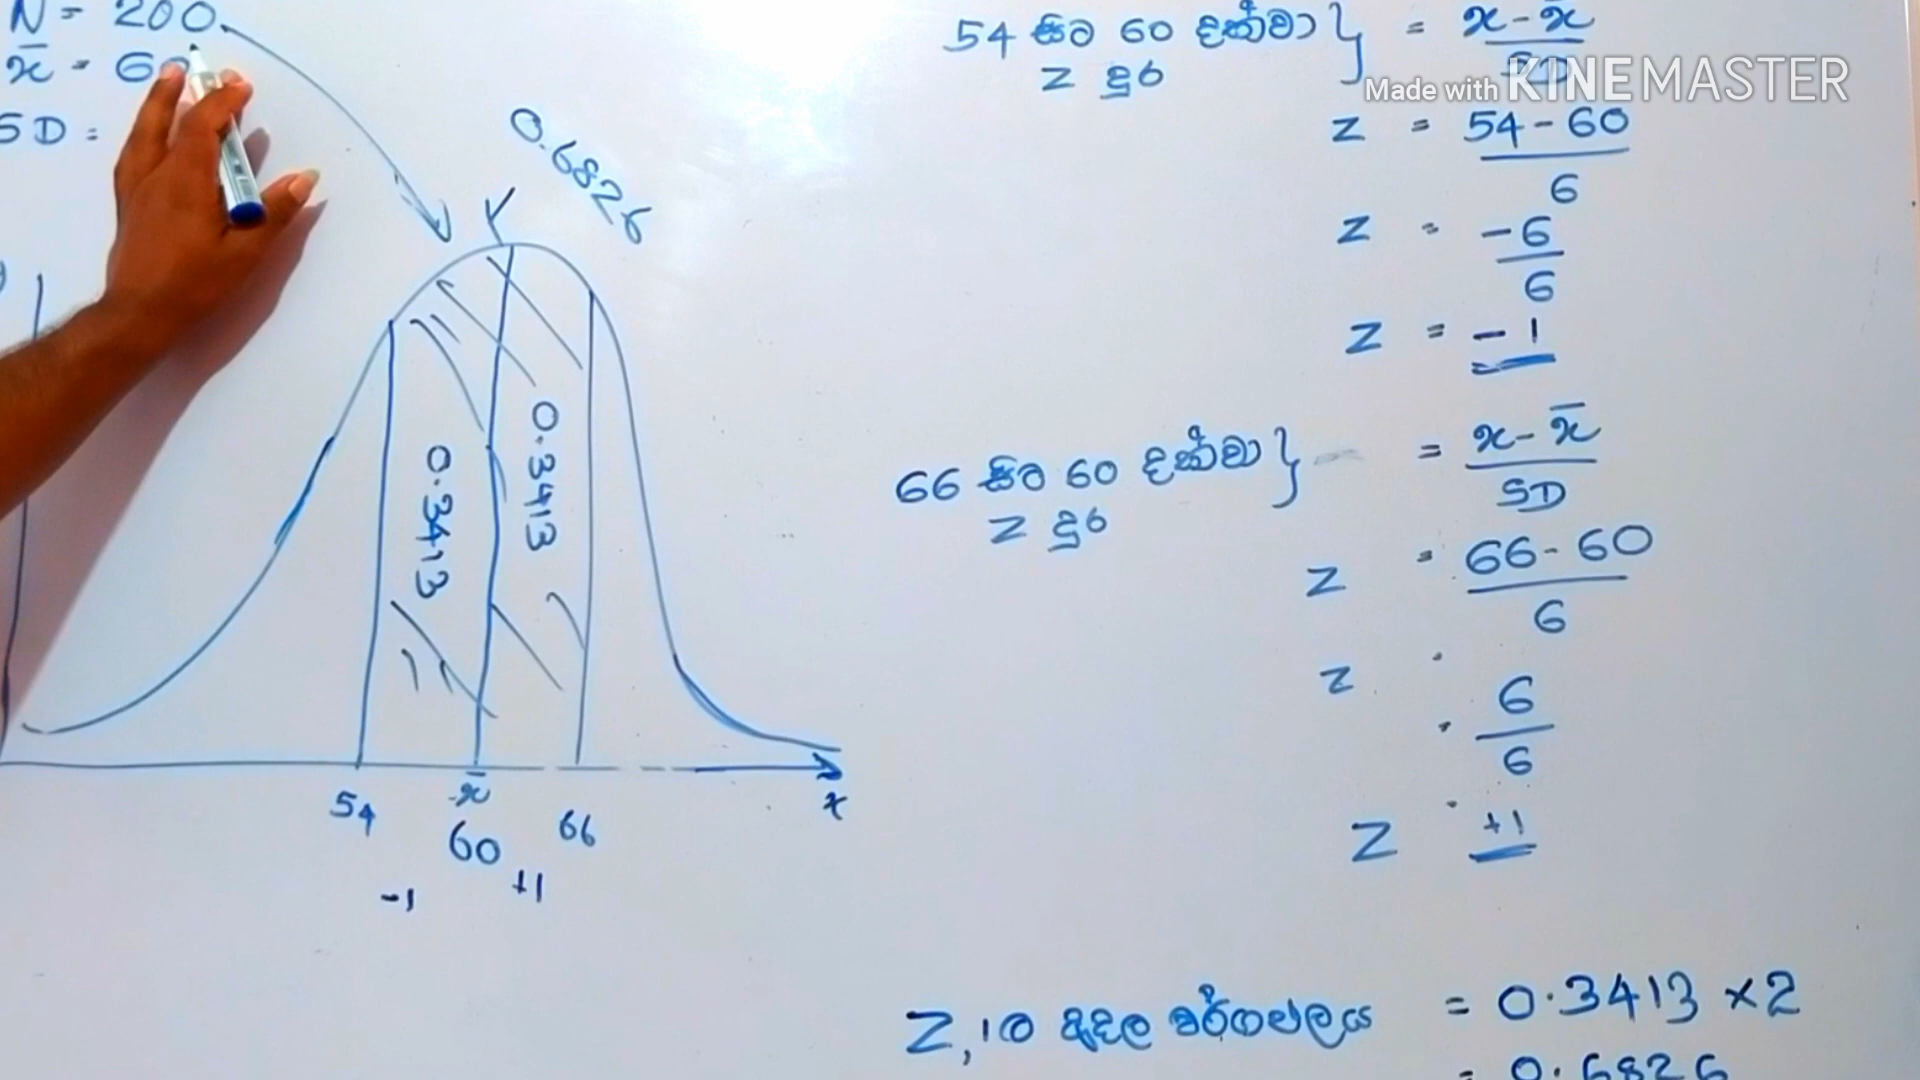 N = 200
x̄ = 60
SD =
0.6826
0.3413
0.3413
54
x̄
60
66
x
-1
+1
54 සිට 60 දක්වා } = x - x̄
Z දුර
SD
Made with KINEMASTER
Z = 54 - 60
6
Z = -6
6
Z = -1
66 සිට 60 දක්වා } = x - x̄
Z දුර
SD
Z = 66 - 60
6
Z = 6
6
Z = +1
Z, 1ට අදාල වර්ගඵලය = 0.3413 × 2
= 0.6826